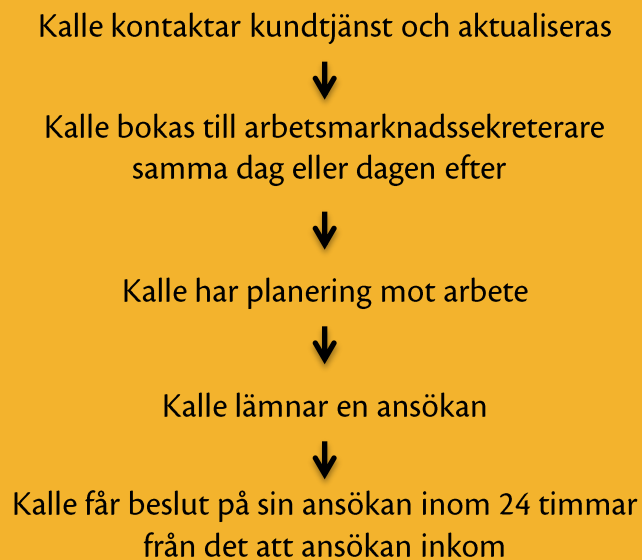 Kalle kontaktar kundtjänst och aktualiseras
Kalle bokas till arbetsmarknadssekreterare
samma dag eller dagen efter
Kalle har planering mot arbete
Kalle lämnar en ansökan
Kalle får beslut på sin ansökan inom 24 timmar
från det att ansökan inkom